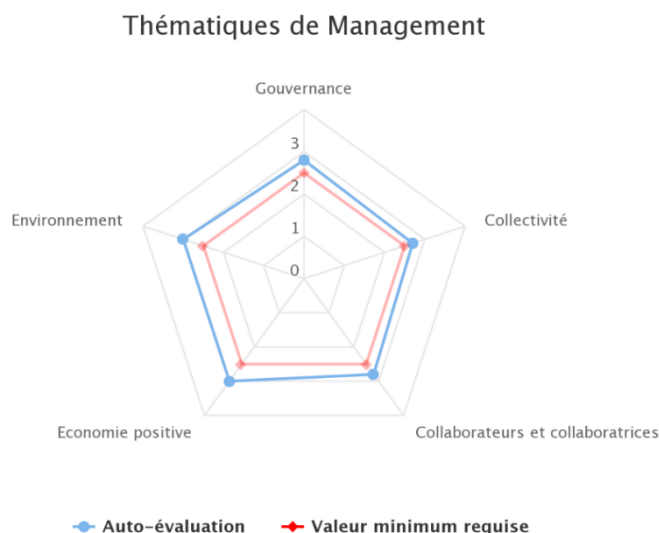 Thématiques de Management
Gouvernance
3
2
Environnement
Collectivité
1
0
Economie positive
Collaborateurs et collaboratrices
Auto-évaluation
Valeur minimum requise